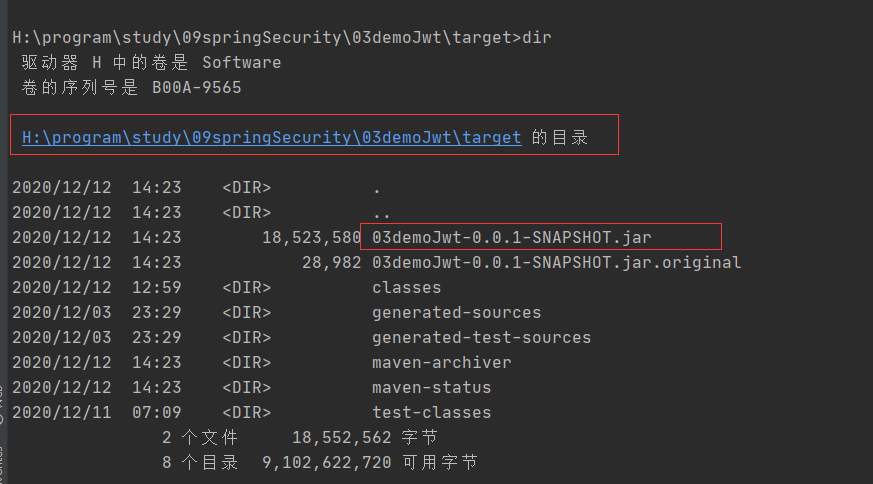 H:\program\study\09springSecurity\03demoJwt\target>dir
驱动器 H 中的卷是 Software
卷的序列号是 B00A-9565
H:\program\study\09springSecurity\03demoJwt\target 的目录
2020/12/12  14:23    <DIR>          .
2020/12/12  14:23    <DIR>          ..
2020/12/12  14:23        18,523,580 03demoJwt-0.0.1-SNAPSHOT.jar
2020/12/12  14:23            28,982 03demoJwt-0.0.1-SNAPSHOT.jar.original
2020/12/12  12:59    <DIR>          classes
2020/12/03  23:29    <DIR>          generated-sources
2020/12/03  23:29    <DIR>          generated-test-sources
2020/12/12  14:23    <DIR>          maven-archiver
2020/12/12  14:23    <DIR>          maven-status
2020/12/11  07:09    <DIR>          test-classes
2 个文件     18,552,562 字节
8 个目录  9,102,622,720 可用字节